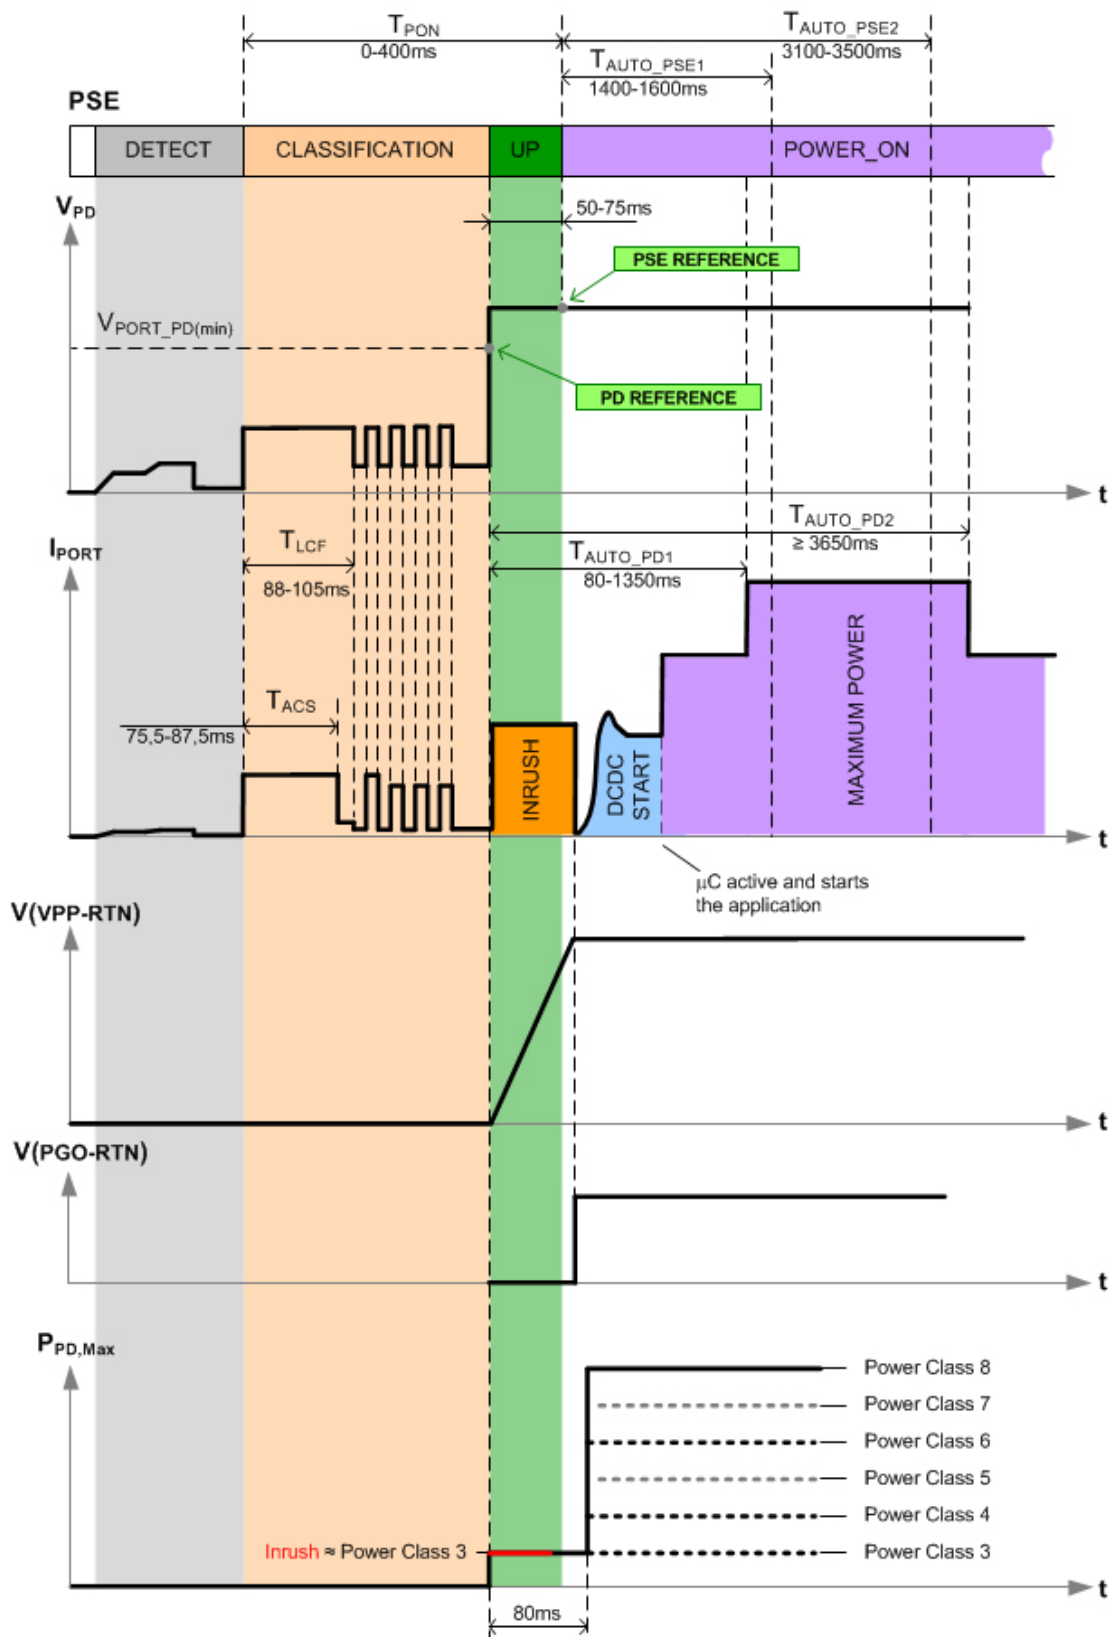 TPON
0-400ms
TAUTO_PSE2
3100-3500ms
TAUTO_PSE1
1400-1600ms
PSE
DETECT
CLASSIFICATION
UP
POWER_ON
VPD
50-75ms
PSE REFERENCE
VPORT_PD(min)
PD REFERENCE
t
IPORT
TLCF
88-105ms
TAUTO_PD2
≥ 3650ms
TAUTO_PD1
80-1350ms
TACS
75,5-87,5ms
INRUSH
DCDC
START
MAXIMUM POWER
t
µC active and starts
the application
V(VPP-RTN)
t
V(PGO-RTN)
t
PPD,Max
Power Class 8
Power Class 7
Power Class 6
Power Class 5
Power Class 4
Inrush ≈ Power Class 3
Power Class 3
t
80ms